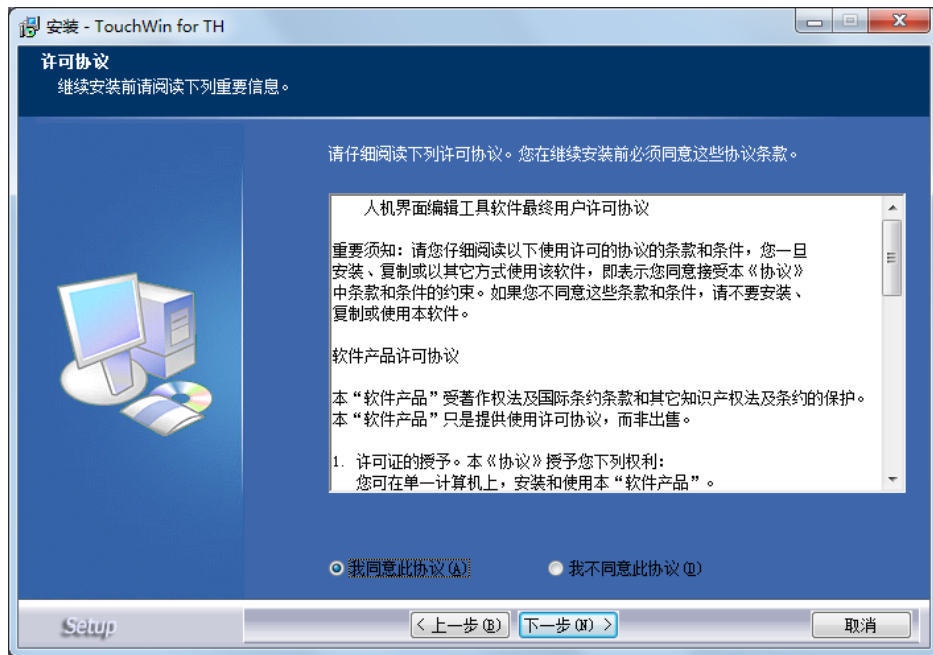 安装 - TouchWin for TH
许可协议
继续安装前请阅读下列重要信息。
请仔细阅读下列许可协议。您在继续安装前必须同意这些协议条款。
人机界面编辑工具软件最终用户许可协议
重要须知：请您仔细阅读以下使用许可的协议的条款和条件，您一旦
安装、复制或以其它方式使用该软件，即表示您同意接受本《协议》
中条款和条件的约束。如果您不同意这些条款和条件，请不要安装、
复制或使用本软件。
软件产品许可协议
本“软件产品”受著作权法及国际条约条款和其它知识产权法及条约的保护。
本“软件产品”只是提供使用许可协议，而非出售。
1. 许可证的授予。本《协议》授予您下列权利：
您可在单一计算机上，安装和使用本“软件产品”。
我同意此协议(A) 我不同意此协议(D)
Setup < 上一步(B) 下一步(N) > 取消